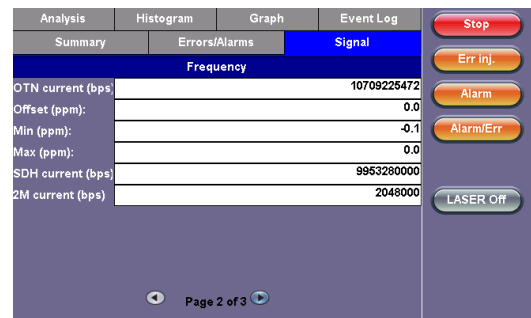 Analysis Histogram Graph Event Log
Summary Errors/Alarms Signal
Frequency
OTN current (bps) 10709225472
Offset (ppm): 0.0
Min (ppm): -0.1
Max (ppm): 0.0
SDH current (bps) 9953280000
2M current (bps) 2048000
Page 2 of 3
Stop
Err inj.
Alarm
Alarm/Err
LASER Off